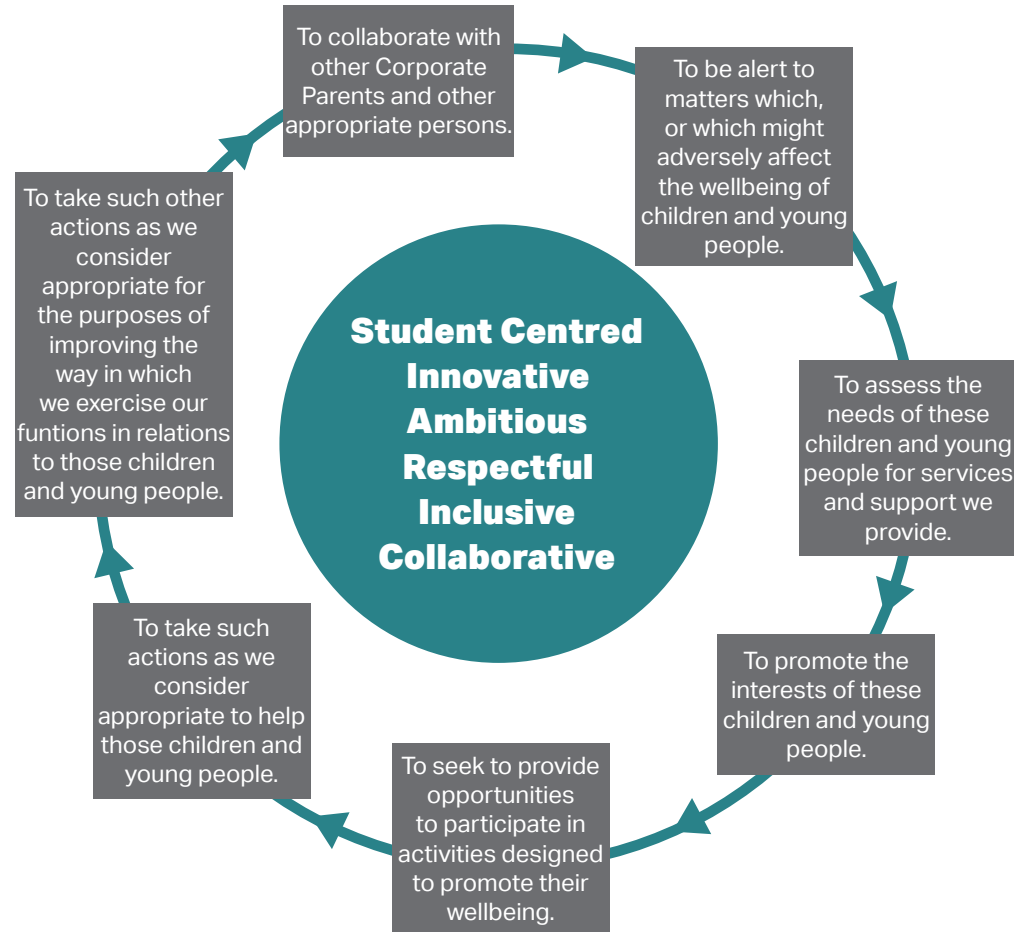 To collaborate with
other Corporate
Parents and other
appropriate persons.
To be alert to
matters which,
or which might
adversely affect
the wellbeing of
children and young
people.
To assess the
needs of these
children and young
people for services
and support we
provide.
To promote the
interests of these
children and young
people.
To seek to provide
opportunities
to participate in
activities designed
to promote their
wellbeing.
To take such
actions as we
consider
appropriate to help
those children and
young people.
To take such other
actions as we
consider
appropriate for
the purposes of
improving the
way in which
we exercise our
funtions in relations
to those children
and young people.
Student Centred
Innovative
Ambitious
Respectful
Inclusive
Collaborative